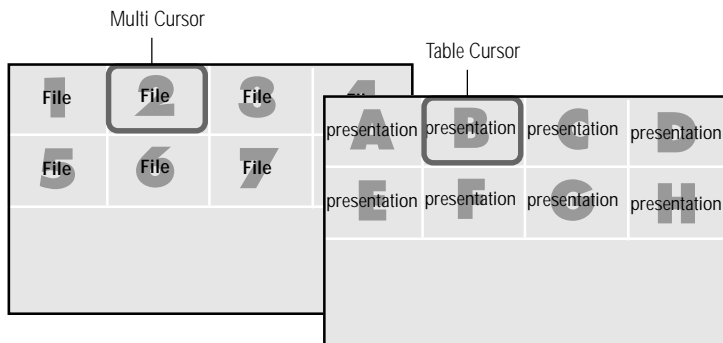 Multi Cursor
Table Cursor
1 File
2 File
3 File
5 File
6 File
7 File
A presentation
B presentation
C presentation
D presentation
E presentation
F presentation
G presentation
H presentation